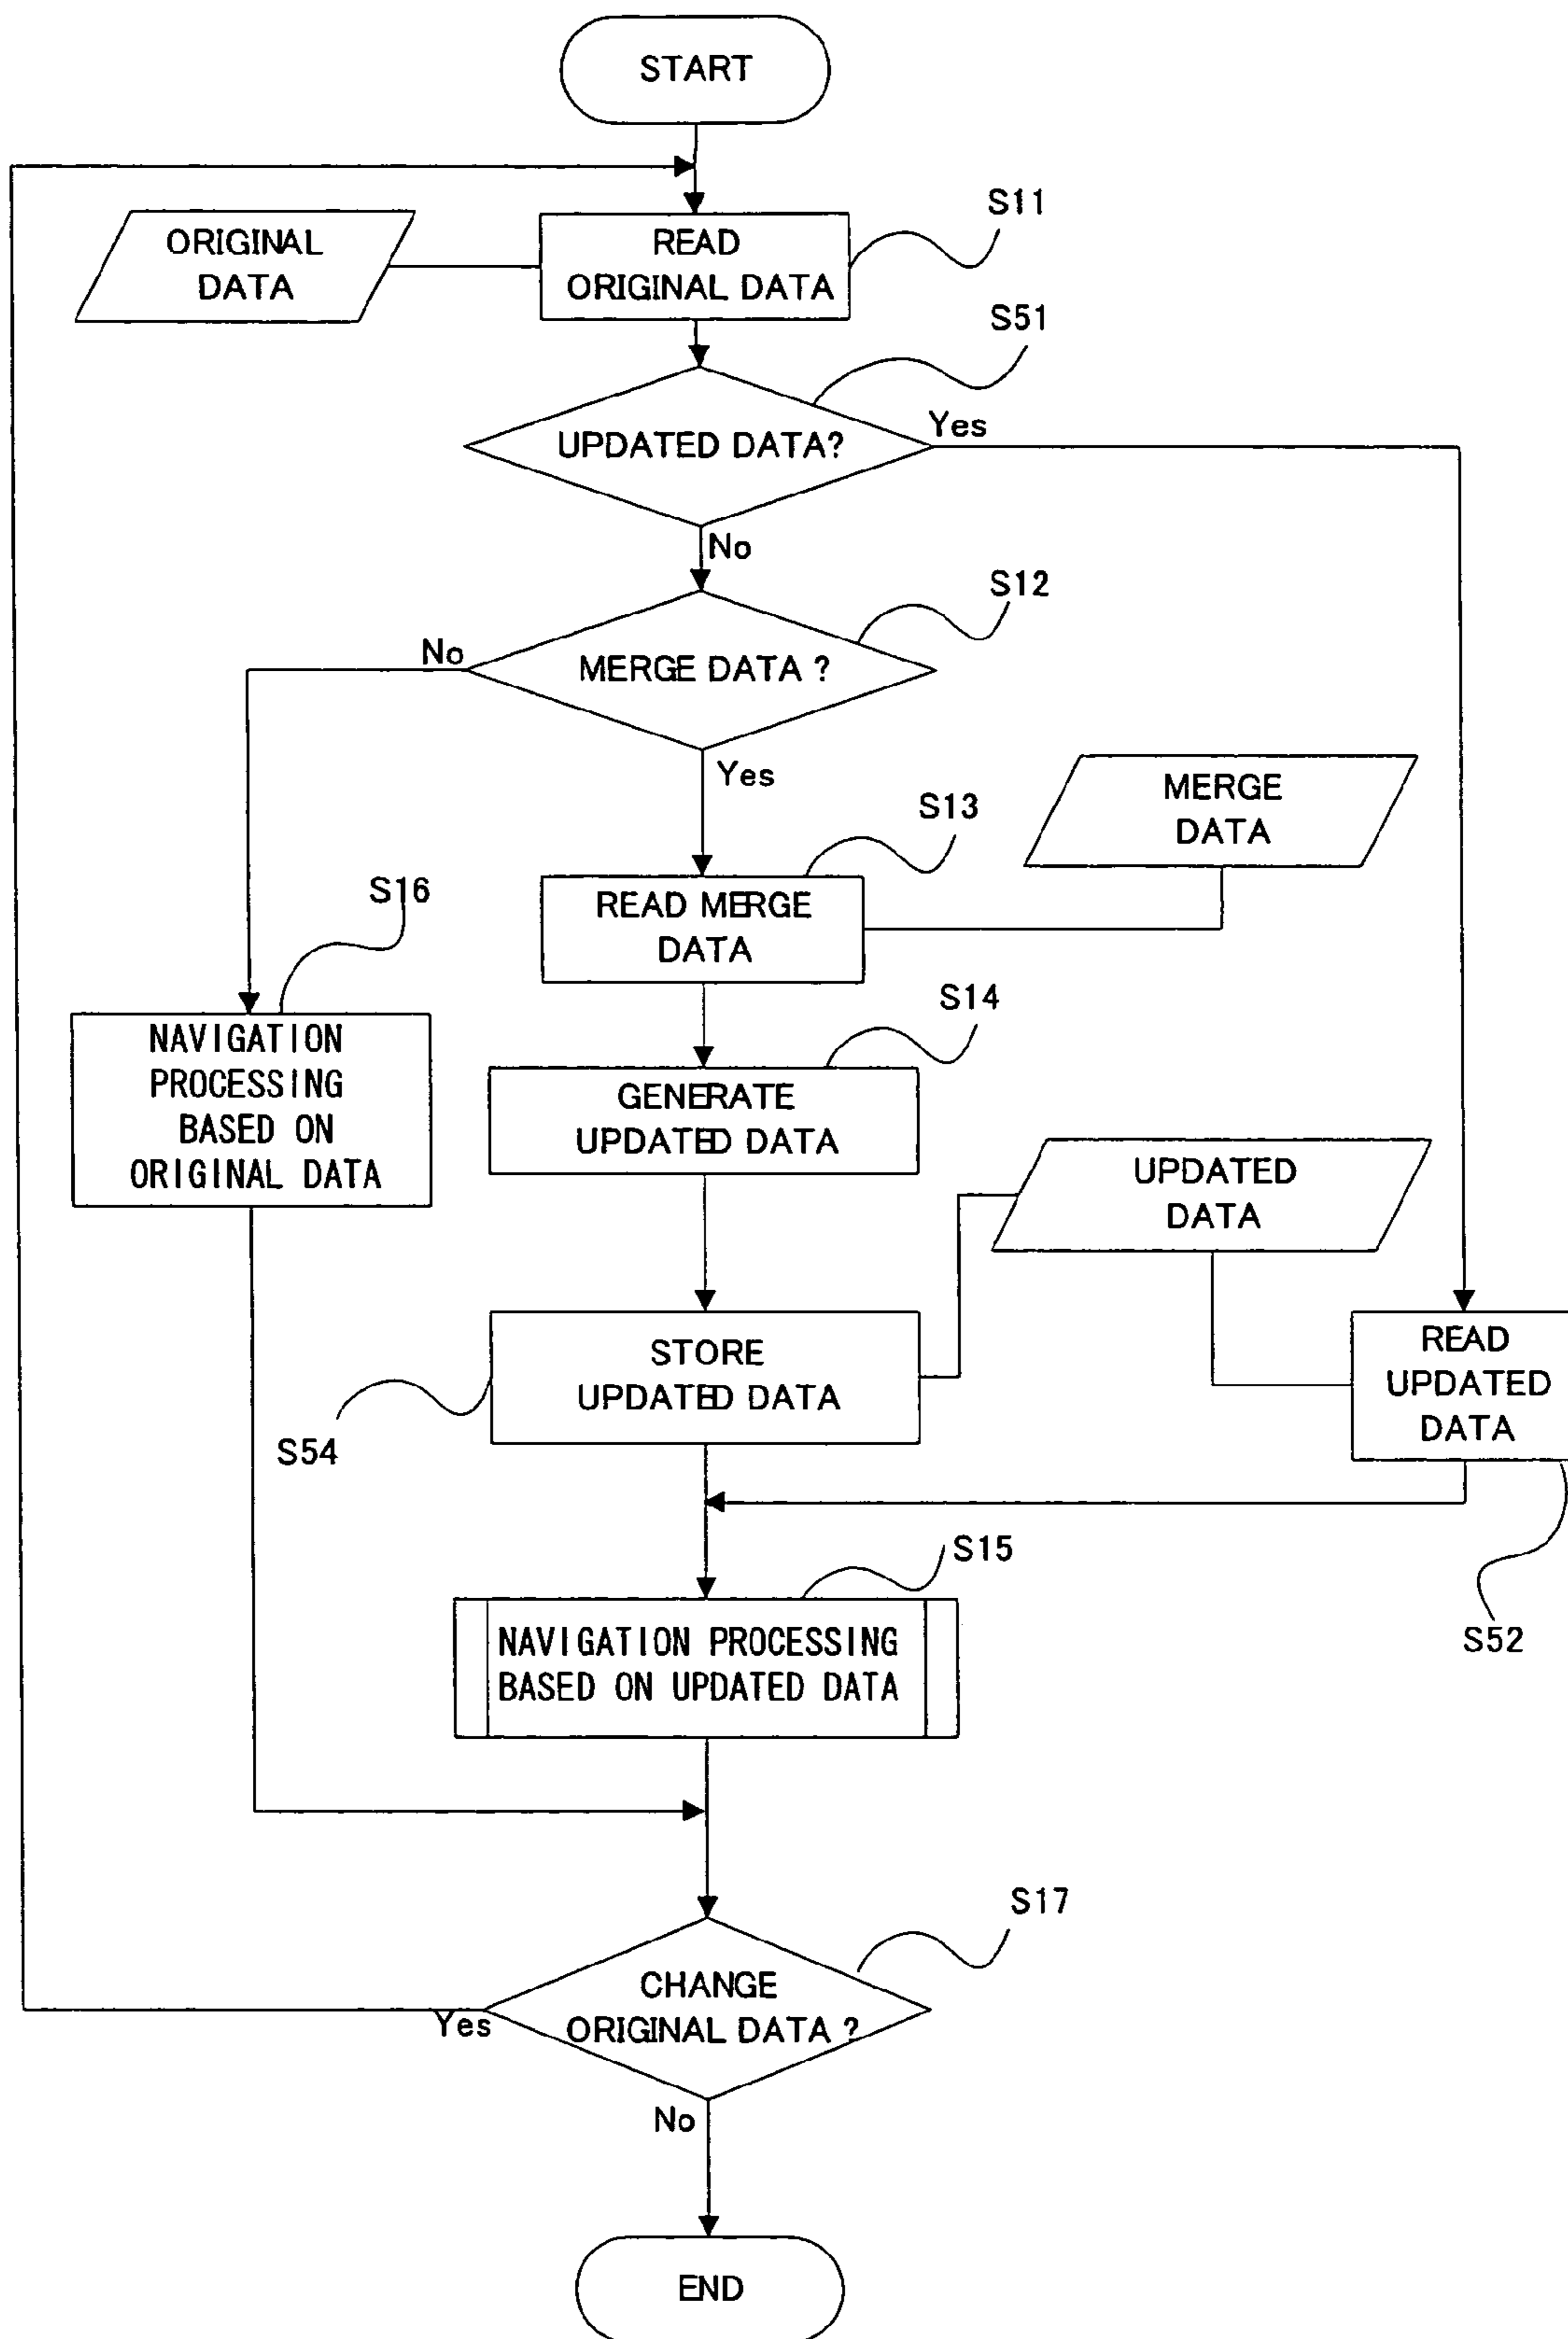 START
ORIGINAL
DATA
READ
ORIGINAL DATA
S11
S51
UPDATED DATA?
Yes
No
S12
MERGE DATA ?
No
Yes
MERGE
DATA
S13
READ MERGE
DATA
S16
NAVIGATION
PROCESSING
BASED ON
ORIGINAL DATA
S14
GENERATE
UPDATED DATA
UPDATED
DATA
STORE
UPDATED DATA
S54
READ
UPDATED
DATA
S52
S15
NAVIGATION PROCESSING
BASED ON UPDATED DATA
S17
CHANGE
ORIGINAL DATA ?
Yes
No
END